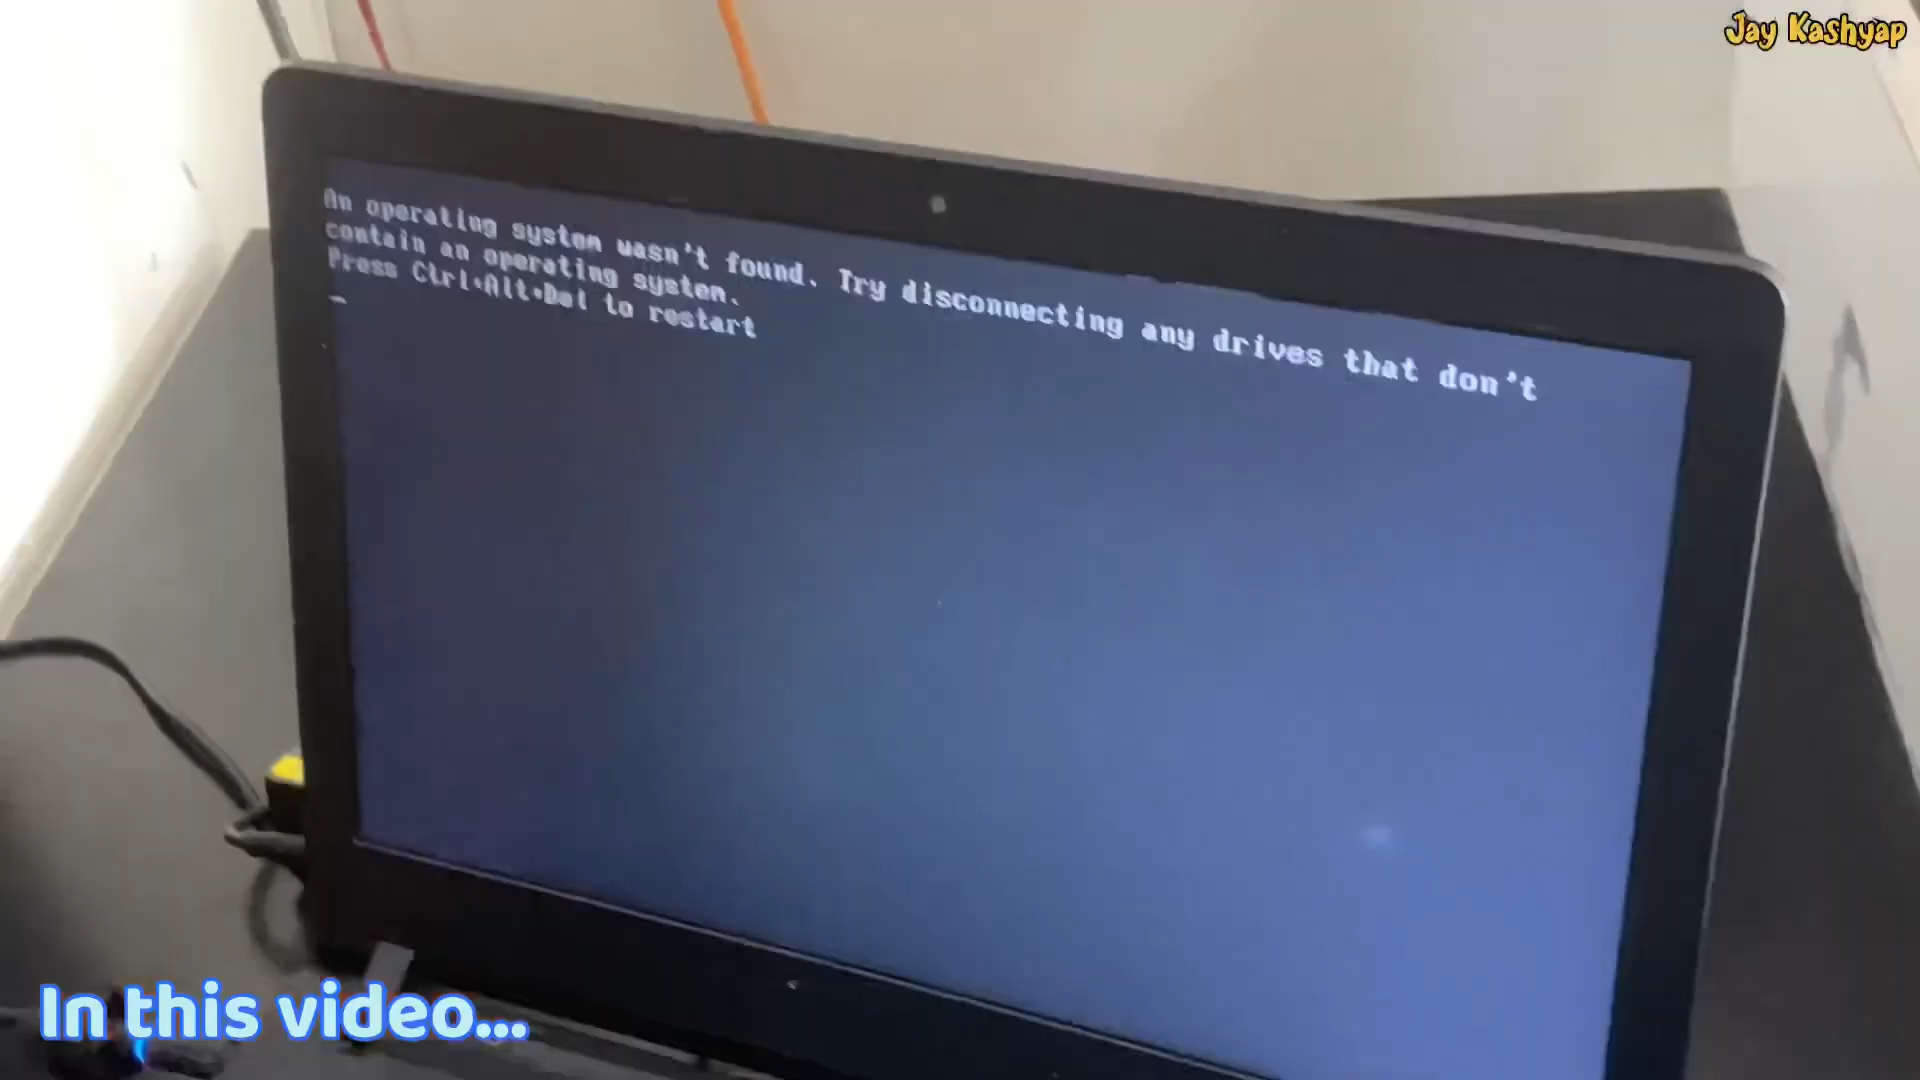 Jay Kashyap
An operating system wasn't found. Try disconnecting any drives that don't
contain an operating system.
Press Ctrl+Alt+Del to restart
In this video...